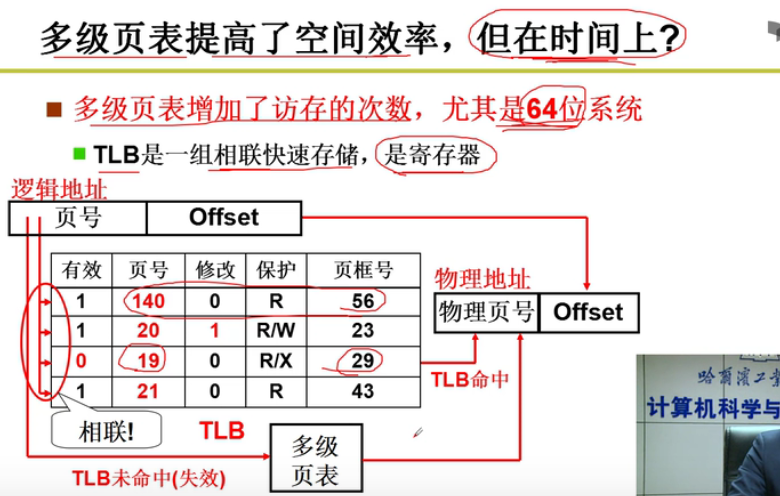 多级页表提高了空间效率，但在时间上?
多级页表增加了访存的次数，尤其是64位系统
TLB是一组相联快速存储，是寄存器
逻辑地址
页号 Offset
有效 页号 修改 保护 页框号
1 140 0 R 56
1 20 1 R/W 23
0 19 0 R/X 29
1 21 0 R 43
物理地址
物理页号 Offset
TLB命中
相联!
TLB
多级
页表
TLB未命中(失效)
哈尔滨工
计算机科学与